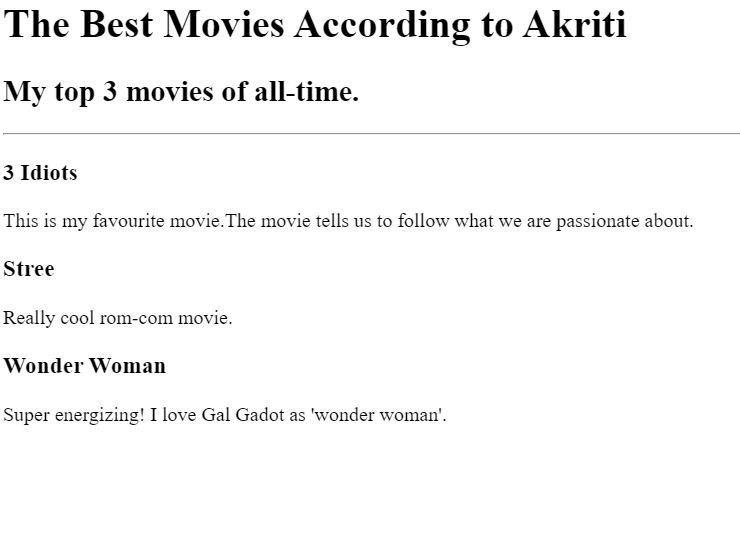 The Best Movies According to Akriti
My top 3 movies of all-time.
3 Idiots
This is my favourite movie.The movie tells us to follow what we are passionate about.
Stree
Really cool rom-com movie.
Wonder Woman
Super energizing! I love Gal Gadot as 'wonder woman'.